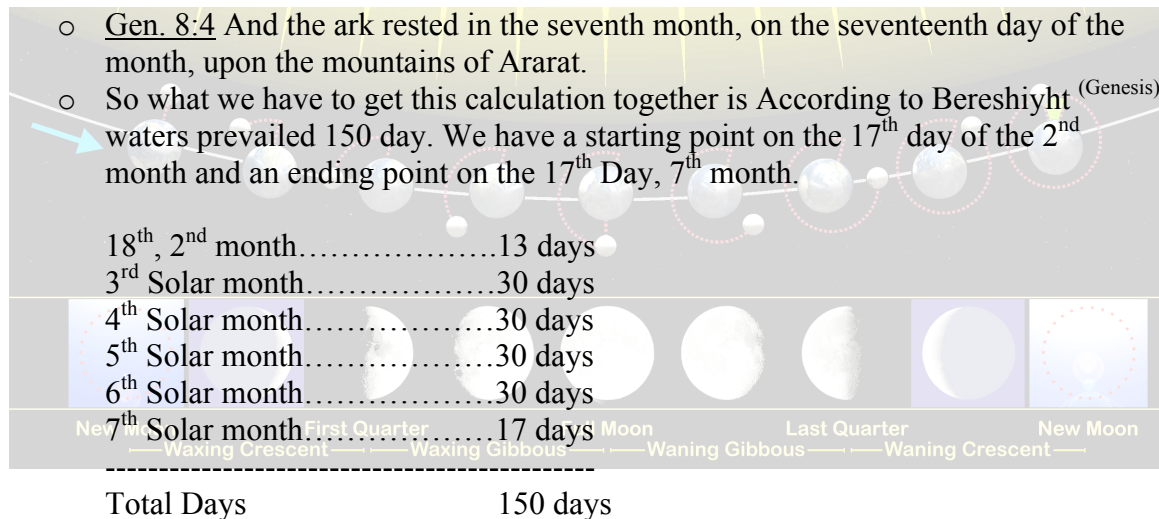 o Gen. 8:4 And the ark rested in the seventh month, on the seventeenth day of the
month, upon the mountains of Ararat.
o So what we have to get this calculation together is According to Bereshiyht (Genesis)
waters prevailed 150 day. We have a starting point on the 17th day of the 2nd
month and an ending point on the 17th Day, 7th month.
18th, 2nd month………………….13 days
3rd Solar month………………30 days
4th Solar month………………30 days
5th Solar month………………30 days
6th Solar month………………30 days
7th Solar month………………17 days
New Moon First Quarter Full Moon Last Quarter New Moon
Waxing Crescent Waxing Gibbous Waning Gibbous Waning Crescent
----------------------------------------------
Total Days 150 days